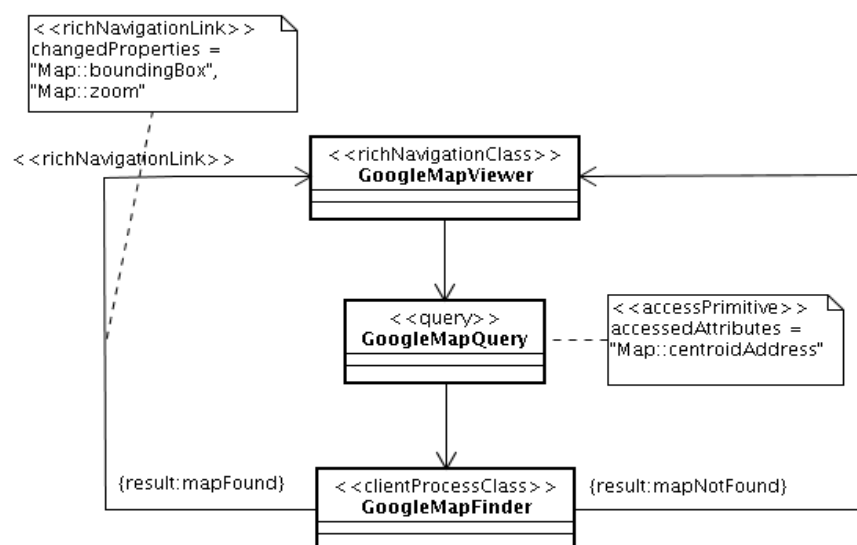 <<richNavigationLink>>
changedProperties =
"Map::boundingBox",
"Map::zoom"
<<richNavigationLink>>
<<richNavigationClass>>
GoogleMapViewer
<<query>>
GoogleMapQuery
<<accessPrimitive>>
accessedAttributes =
"Map::centroidAddress"
{result:mapFound}
<<clientProcessClass>>
GoogleMapFinder
{result:mapNotFound}